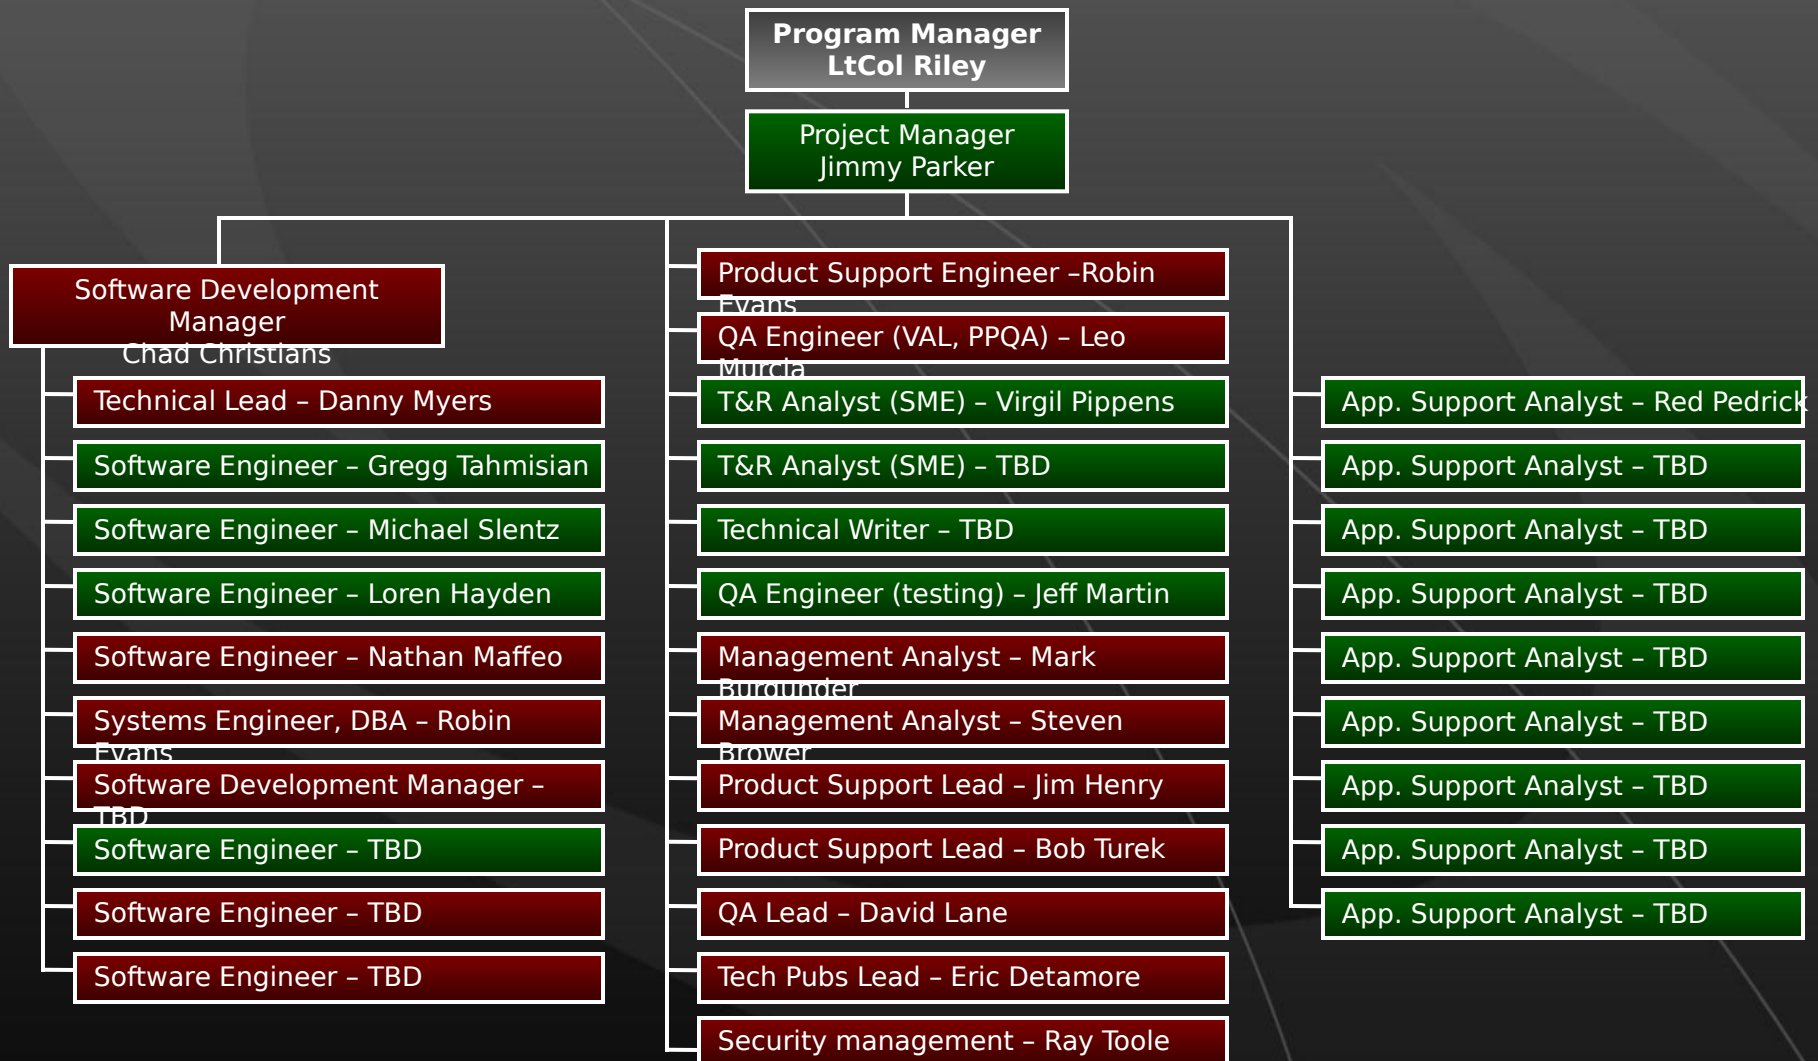 Program Manager
LtCol Riley
Project Manager
Jimmy Parker
Software Development
Manager
Chad Christians
Technical Lead – Danny Myers
Software Engineer – Gregg Tahmisian
Software Engineer – Michael Slentz
Software Engineer – Loren Hayden
Software Engineer – Nathan Maffeo
Systems Engineer, DBA – Robin
Evans
Software Development Manager –
TBD
Software Engineer – TBD
Software Engineer – TBD
Software Engineer – TBD
Product Support Engineer –Robin
Evans
QA Engineer (VAL, PPQA) – Leo
Murcia
T&R Analyst (SME) – Virgil Pippens
T&R Analyst (SME) – TBD
Technical Writer – TBD
QA Engineer (testing) – Jeff Martin
Management Analyst – Mark
Burgunder
Management Analyst – Steven
Brower
Product Support Lead – Jim Henry
Product Support Lead – Bob Turek
QA Lead – David Lane
Tech Pubs Lead – Eric Detamore
Security management – Ray Toole
App. Support Analyst – Red Pedrick
App. Support Analyst – TBD
App. Support Analyst – TBD
App. Support Analyst – TBD
App. Support Analyst – TBD
App. Support Analyst – TBD
App. Support Analyst – TBD
App. Support Analyst – TBD
App. Support Analyst – TBD